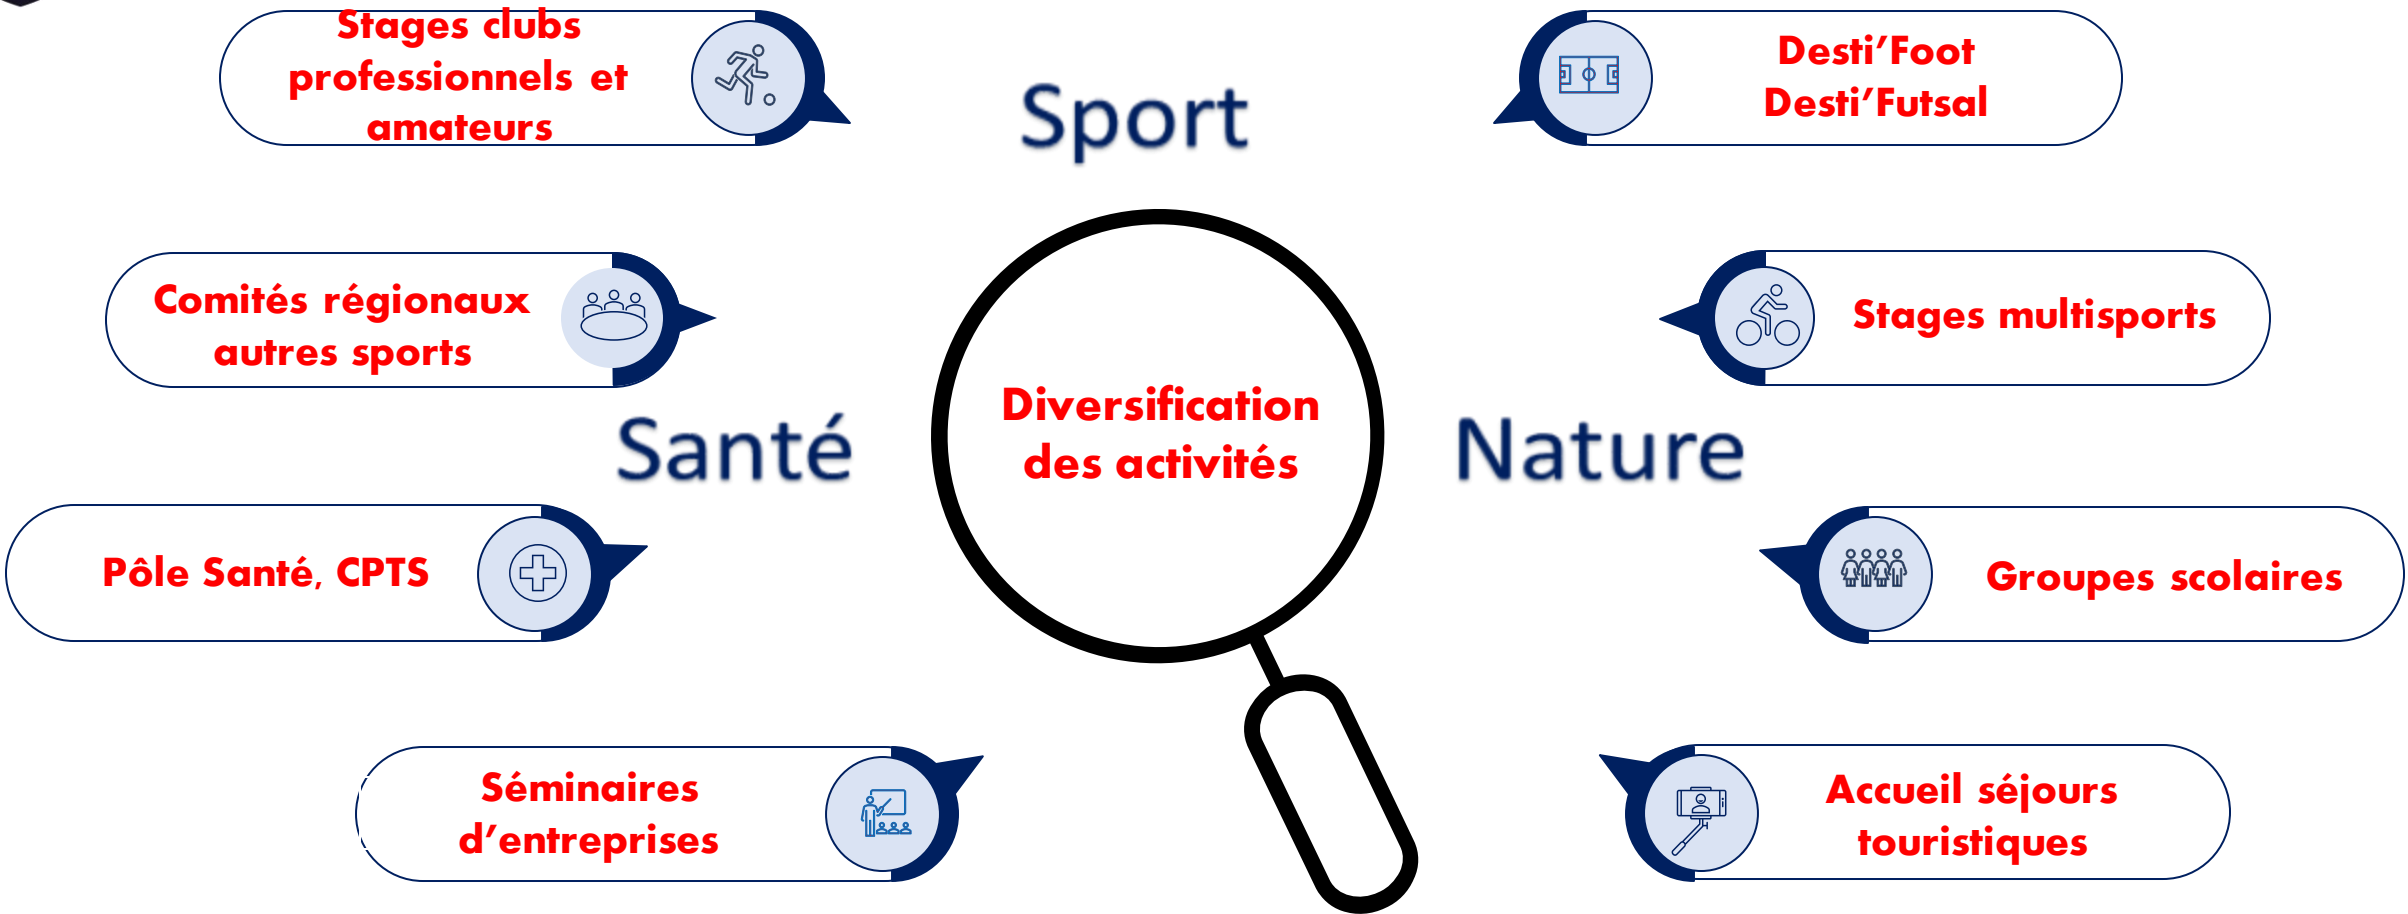 Stages clubs
professionnels et
amateurs
Desti’Foot
Desti’Futsal
Sport
Comités régionaux
autres sports
Stages multisports
Diversification
des activités
Santé
Nature
Pôle Santé, CPTS
Groupes scolaires
Séminaires
d’entreprises
Accueil séjours
touristiques